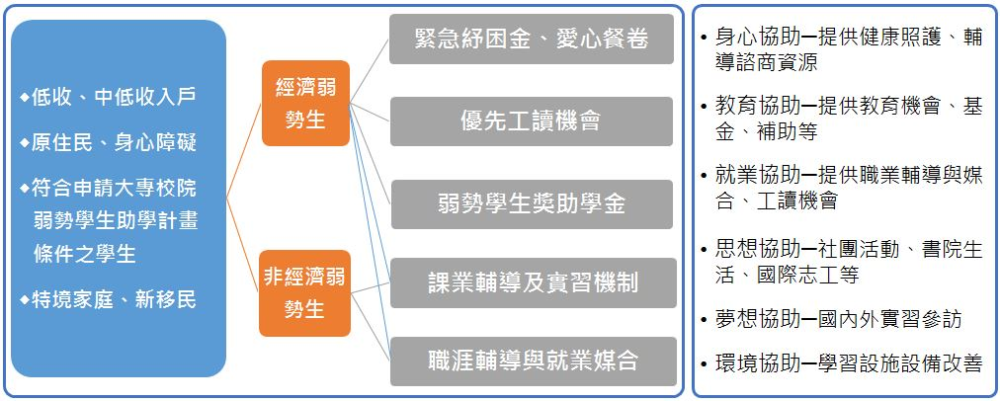 ◆低收、中低收入戶
◆原住民、身心障礙
◆符合申請大專校院
弱勢學生助學計畫
條件之學生
◆特境家庭、新移民
經濟弱
勢生
非經濟弱
勢生
緊急紓困金、愛心餐卷
優先工讀機會
弱勢學生獎助學金
課業輔導及實習機制
職涯輔導與就業媒合
• 身心協助—提供健康照護、輔
導諮商資源
• 教育協助—提供教育機會、基
金、補助等
• 就業協助—提供職業輔導與媒
合、工讀機會
• 思想協助—社團活動、書院生
活、國際志工等
• 夢想協助—國內外實習參訪
• 環境協助—學習設施設備改善